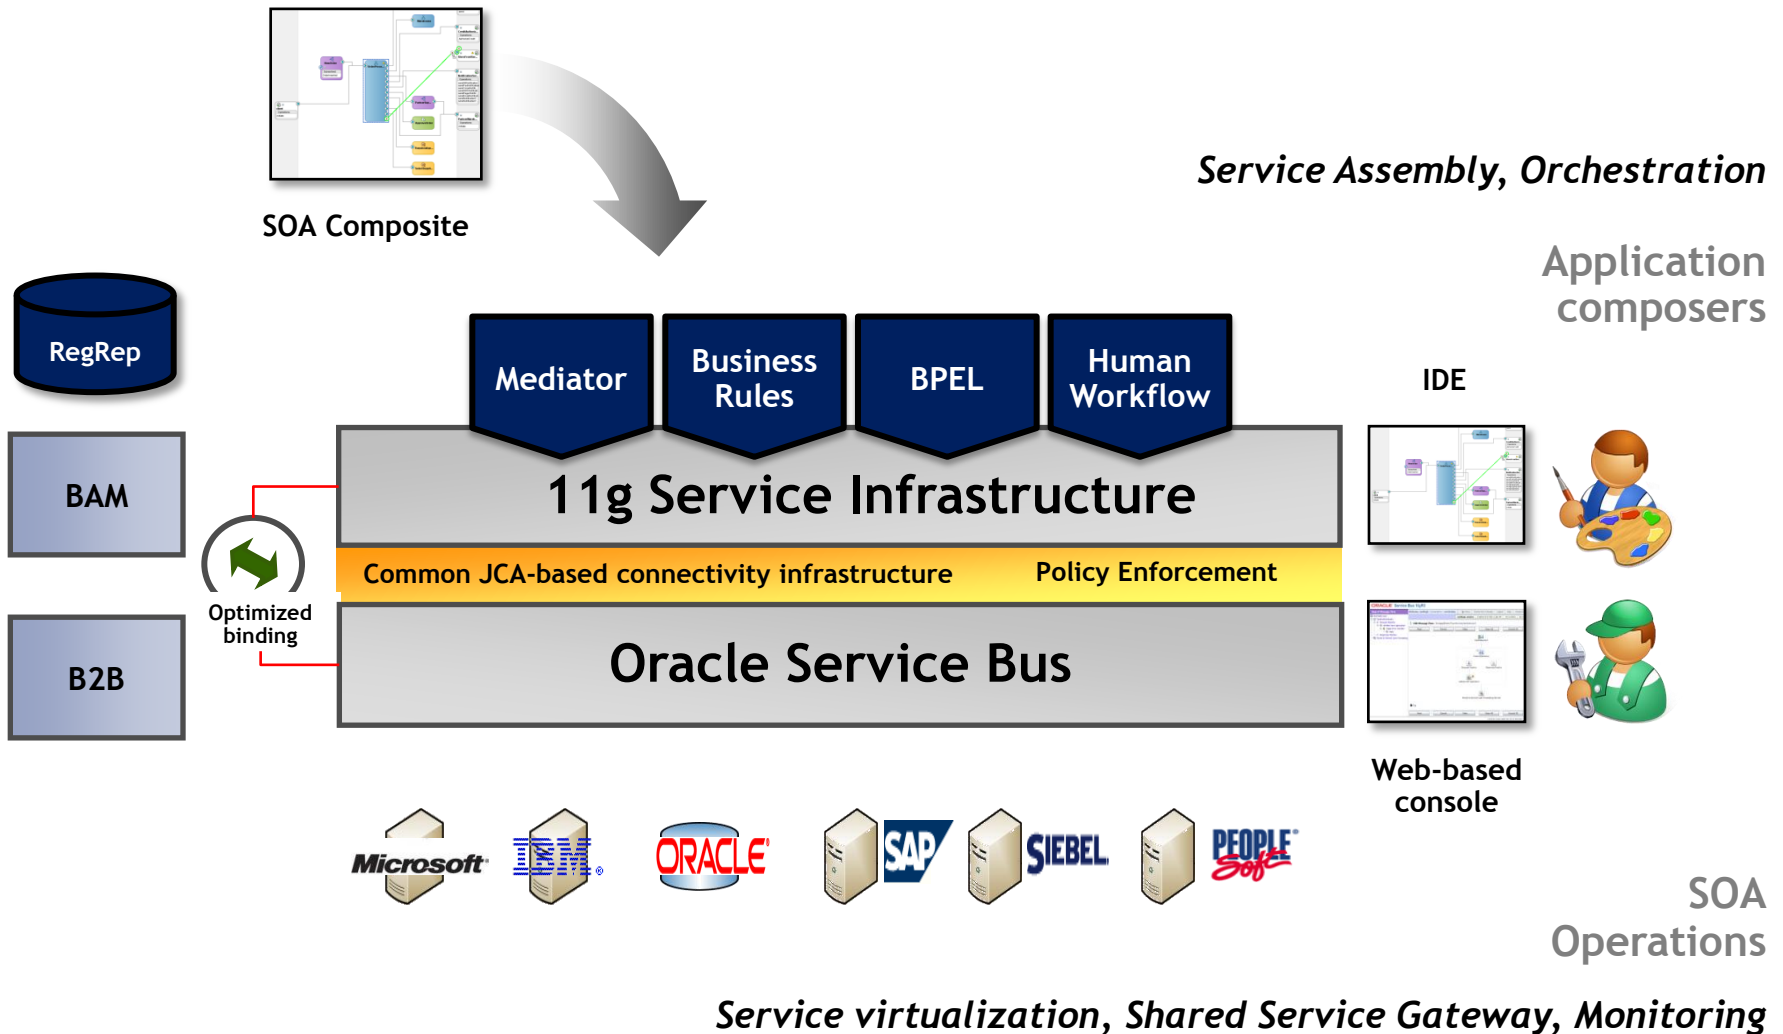 SOA Composite
Service Assembly, Orchestration
Application
composers
RegRep
Mediator
Business
Rules
BPEL
Human
Workflow
IDE
BAM
11g Service Infrastructure
Common JCA-based connectivity infrastructure
Policy Enforcement
Optimized
binding
B2B
Oracle Service Bus
Web-based
console
Microsoft
IBM®
ORACLE®
SAP
SIEBEL
PEOPLE
Soft
SOA
Operations
Service virtualization, Shared Service Gateway, Monitoring